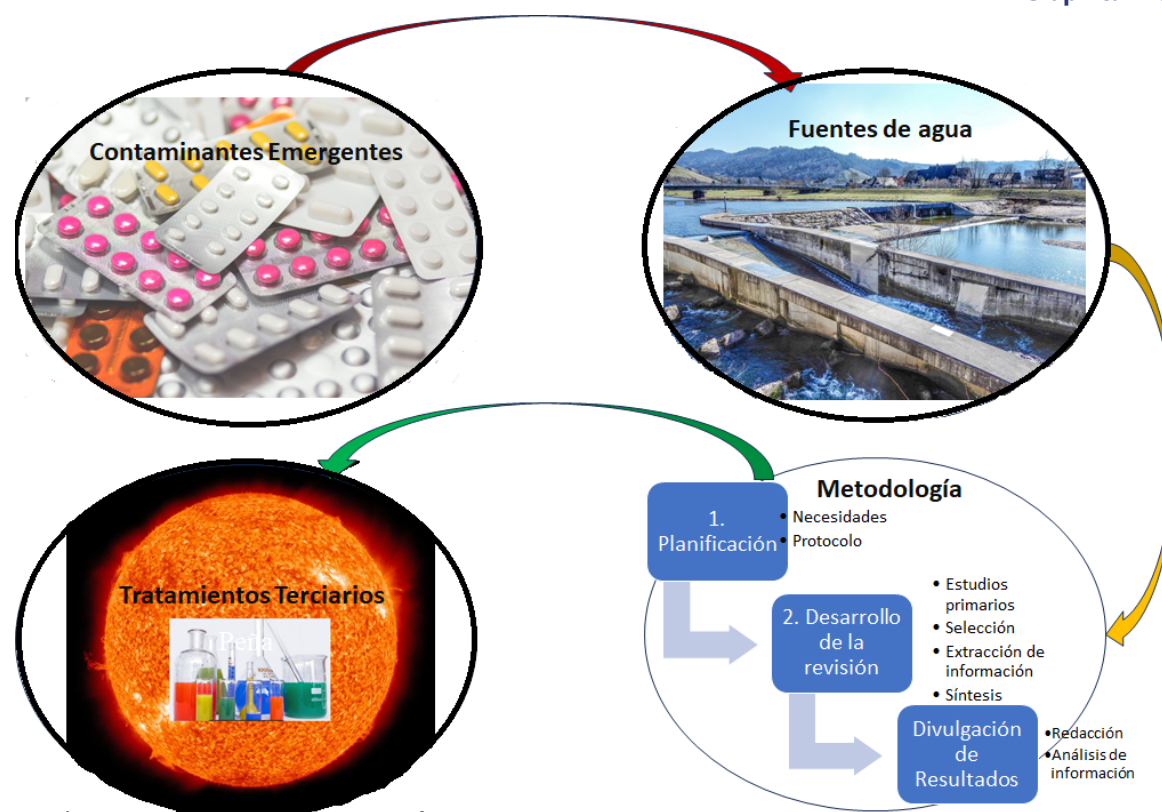 Contaminantes Emergentes
Fuentes de agua
Tratamientos Terciarios
Peña
Metodología
1.
Planificación
• Necesidades
• Protocolo
2. Desarrollo
de la
revisión
• Estudios
primarios
• Selección
• Extracción de
información
• Síntesis
Divulgación
de
Resultados
•Redacción
•Análisis de
información